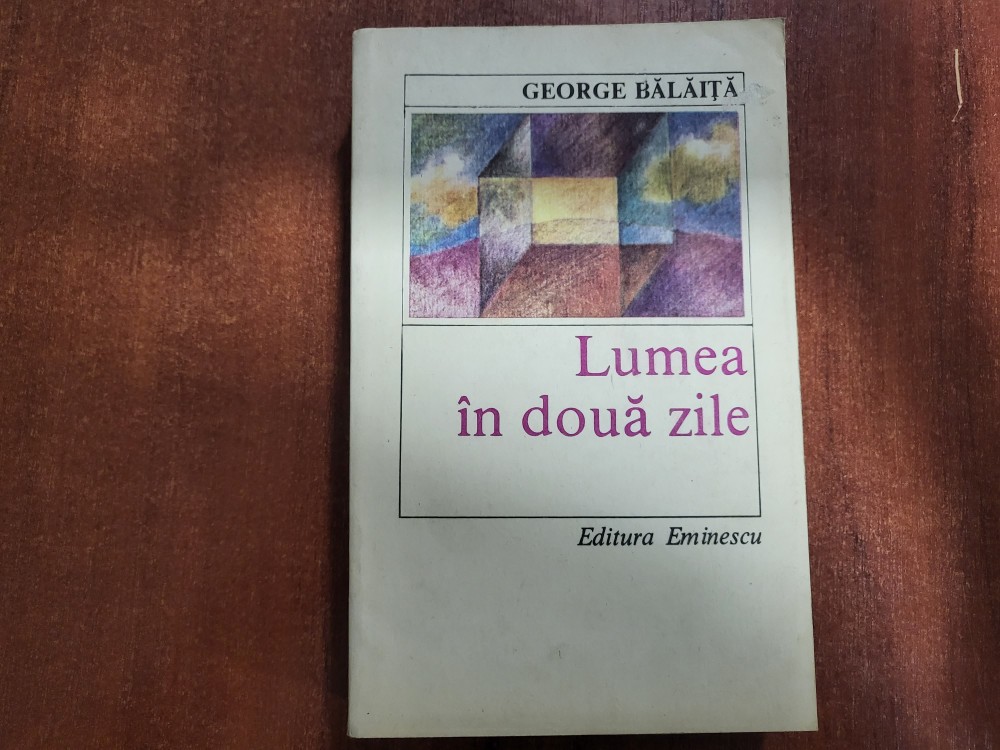 GEORGE BĂLĂIȚĂ
Lumea
în două zile
Editura Eminescu